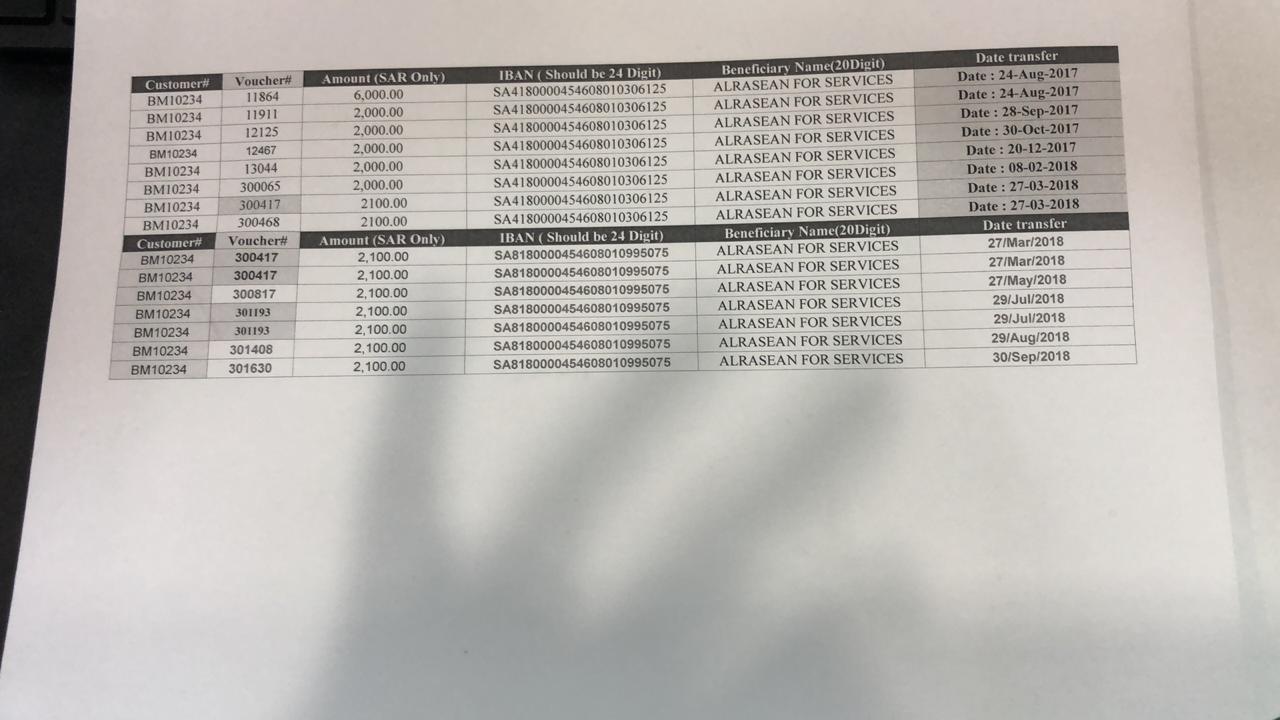 Customer# Voucher# Amount (SAR Only) IBAN ( Should be 24 Digit) Beneficiary Name(20Digit) Date transfer
BM10234 11864 6,000.00 SA4180000454608010306125 ALRASEAN FOR SERVICES Date : 24-Aug-2017
BM10234 11911 2,000.00 SA4180000454608010306125 ALRASEAN FOR SERVICES Date : 24-Aug-2017
BM10234 12125 2,000.00 SA4180000454608010306125 ALRASEAN FOR SERVICES Date : 28-Sep-2017
BM10234 12467 2,000.00 SA4180000454608010306125 ALRASEAN FOR SERVICES Date : 30-Oct-2017
BM10234 13044 2,000.00 SA4180000454608010306125 ALRASEAN FOR SERVICES Date : 20-12-2017
BM10234 300065 2,000.00 SA4180000454608010306125 ALRASEAN FOR SERVICES Date : 08-02-2018
BM10234 300417 2100.00 SA4180000454608010306125 ALRASEAN FOR SERVICES Date : 27-03-2018
BM10234 300468 2100.00 SA4180000454608010306125 ALRASEAN FOR SERVICES Date : 27-03-2018
Customer# Voucher# Amount (SAR Only) IBAN ( Should be 24 Digit) Beneficiary Name(20Digit) Date transfer
BM10234 300417 2,100.00 SA8180000454608010995075 ALRASEAN FOR SERVICES 27/Mar/2018
BM10234 300417 2,100.00 SA8180000454608010995075 ALRASEAN FOR SERVICES 27/Mar/2018
BM10234 300817 2,100.00 SA8180000454608010995075 ALRASEAN FOR SERVICES 27/May/2018
BM10234 301193 2,100.00 SA8180000454608010995075 ALRASEAN FOR SERVICES 29/Jul/2018
BM10234 301193 2,100.00 SA8180000454608010995075 ALRASEAN FOR SERVICES 29/Jul/2018
BM10234 301408 2,100.00 SA8180000454608010995075 ALRASEAN FOR SERVICES 29/Aug/2018
BM10234 301630 2,100.00 SA8180000454608010995075 ALRASEAN FOR SERVICES 30/Sep/2018